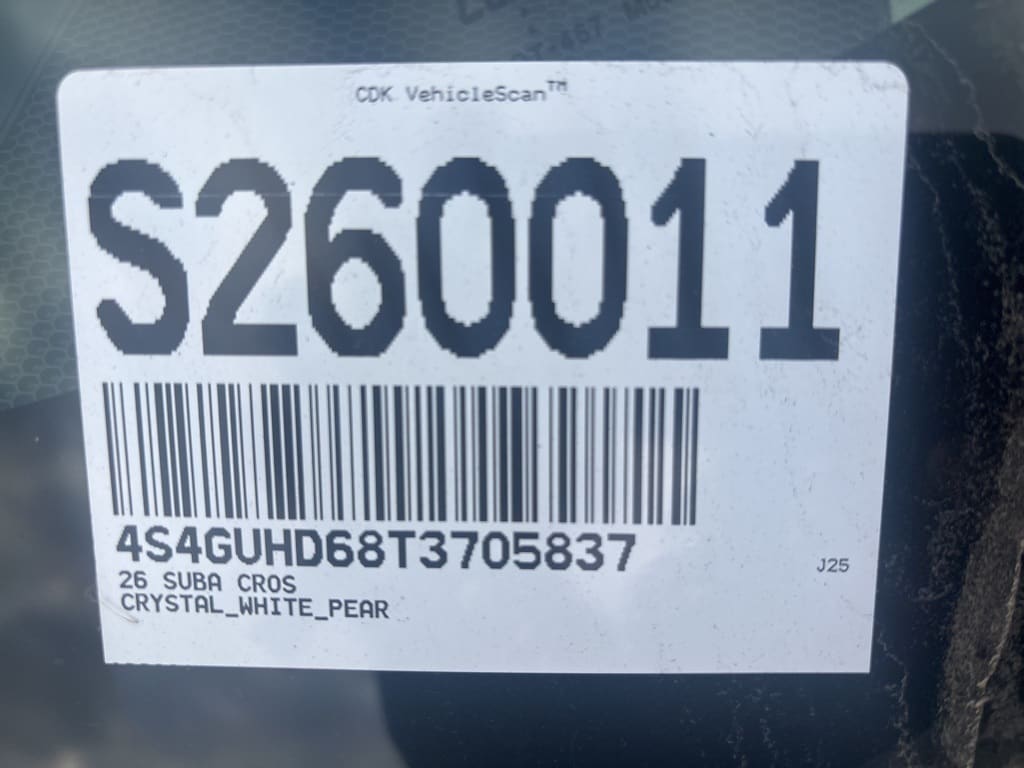 CDK VehicleScan™
S260011
4S4GUHD68T3705837
26 SUBA CROS
J25
CRYSTAL_WHITE_PEAR